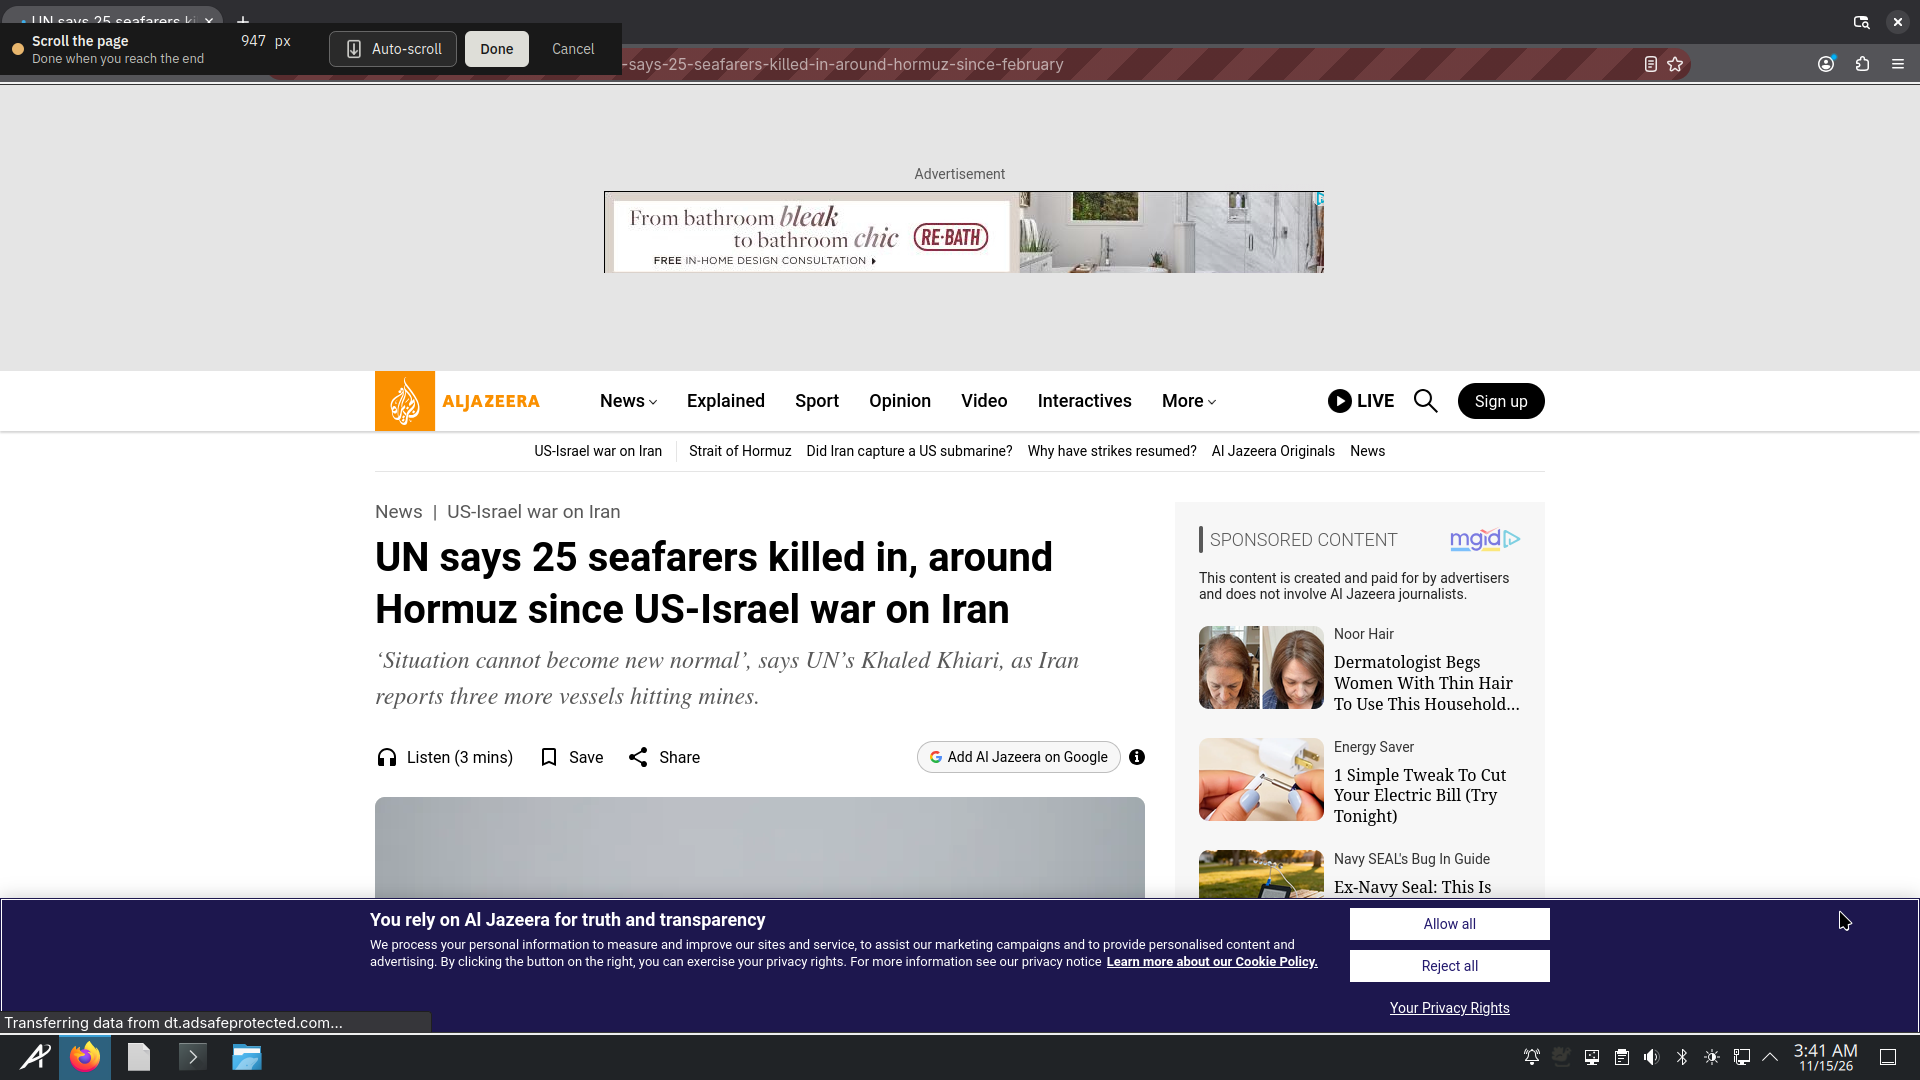 UN says 25 seafarers ki
Scroll the page
Done when you reach the end
947 px
Auto-scroll
Done
Cancel
-says-25-seafarers-killed-in-around-hormuz-since-february
Advertisement
From bathroom bleak
to bathroom chic
FREE IN-HOME DESIGN CONSULTATION
RE·BATH
ALJAZEERA
News
Explained
Sport
Opinion
Video
Interactives
More
LIVE
Sign up
US-Israel war on Iran
Strait of Hormuz
Did Iran capture a US submarine?
Why have strikes resumed?
Al Jazeera Originals
News
News | US-Israel war on Iran
UN says 25 seafarers killed in, around
Hormuz since US-Israel war on Iran
‘Situation cannot become new normal’, says UN’s Khaled Khiari, as Iran
reports three more vessels hitting mines.
Listen (3 mins)
Save
Share
Add Al Jazeera on Google
SPONSORED CONTENT
mgid
This content is created and paid for by advertisers
and does not involve Al Jazeera journalists.
Noor Hair
Dermatologist Begs
Women With Thin Hair
To Use This Household...
Energy Saver
1 Simple Tweak To Cut
Your Electric Bill (Try
Tonight)
Navy SEAL's Bug In Guide
Ex-Navy Seal: This Is
You rely on Al Jazeera for truth and transparency
We process your personal information to measure and improve our sites and service, to assist our marketing campaigns and to provide personalised content and
advertising. By clicking the button on the right, you can exercise your privacy rights. For more information see our privacy notice Learn more about our Cookie Policy.
Allow all
Reject all
Your Privacy Rights
Transferring data from dt.adsafeprotected.com...
3:41 AM
11/15/26